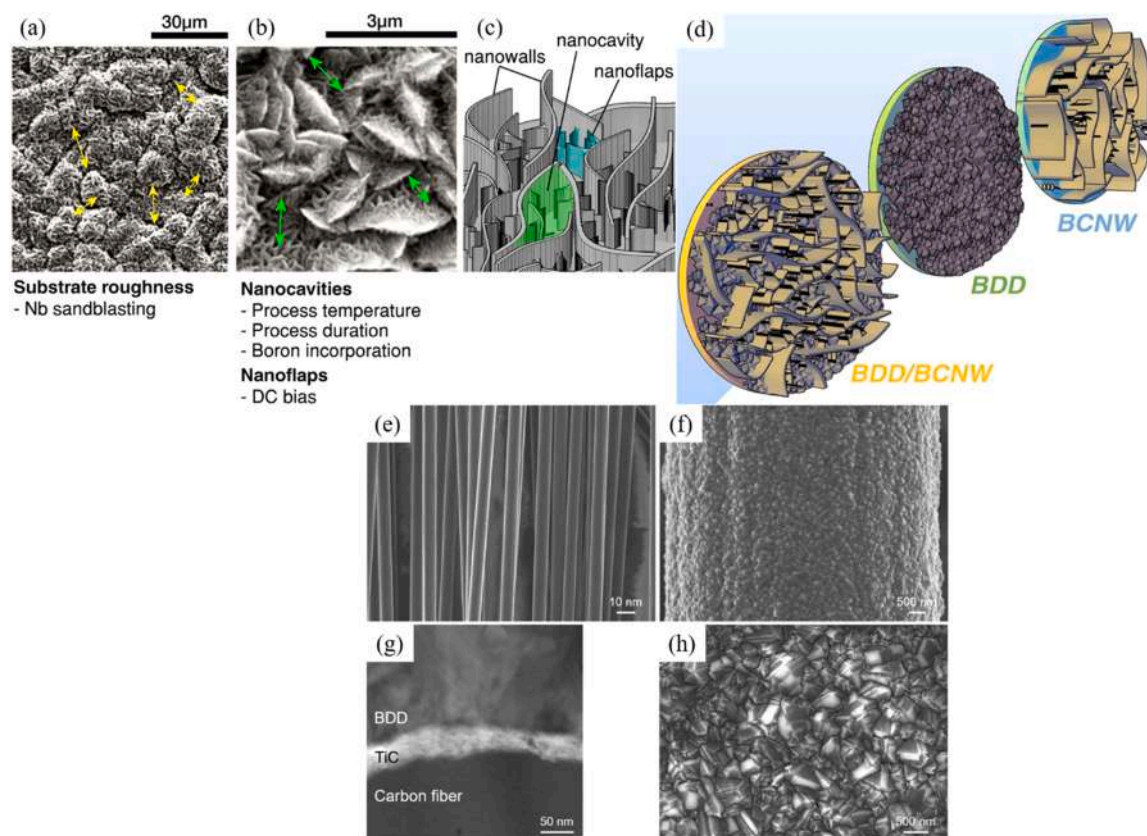 (a)
30μm
(b)
3μm
(c)
nanocavity
nanowalls
nanoflaps
(d)
BCNW
BDD
BDD/BCNW
Substrate roughness
- Nb sandblasting
Nanocavities
- Process temperature
- Process duration
- Boron incorporation
Nanoflaps
- DC bias
(e)
10 nm
(f)
500 nm
(g)
BDD
TiC
Carbon fiber
50 nm
(h)
500 nm